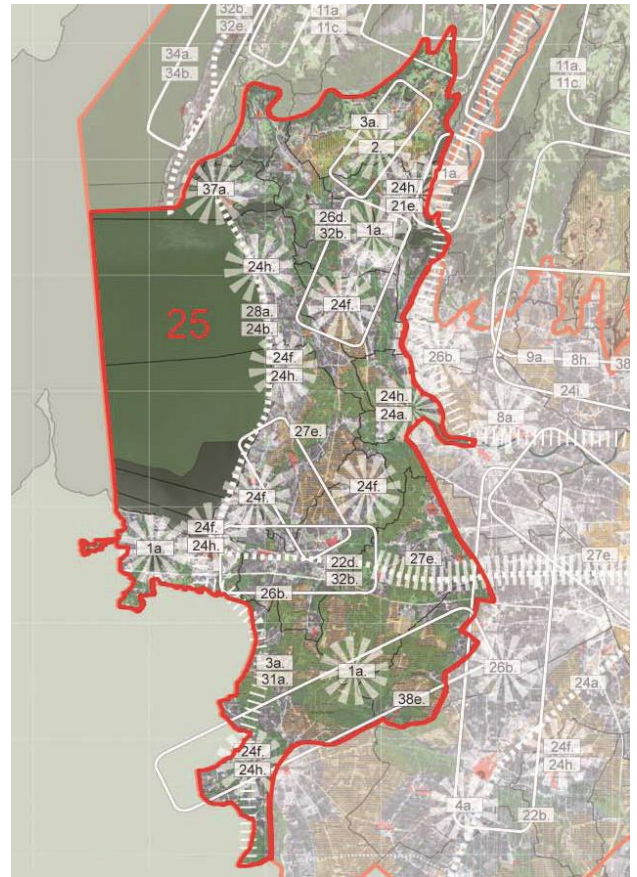 32b.
32e.
11a.
11c.
34a.
34b.
11a.
11c.
3a.
2.
37a.
24h.
21e.
1a.
26d.
32b.
1a.
24h.
24f.
28a.
24b.
25
24f.
24h.
26b.
9a.
8h.
38
24i.
24h.
24a.
8a.
27e.
24f.
24f.
24f.
24h.
1a.
22d.
32b.
27e.
27e.
26b.
3a.
31a.
1a.
26b.
38e.
24a.
24f.
24h.
24f.
24h.
4a.
22b.